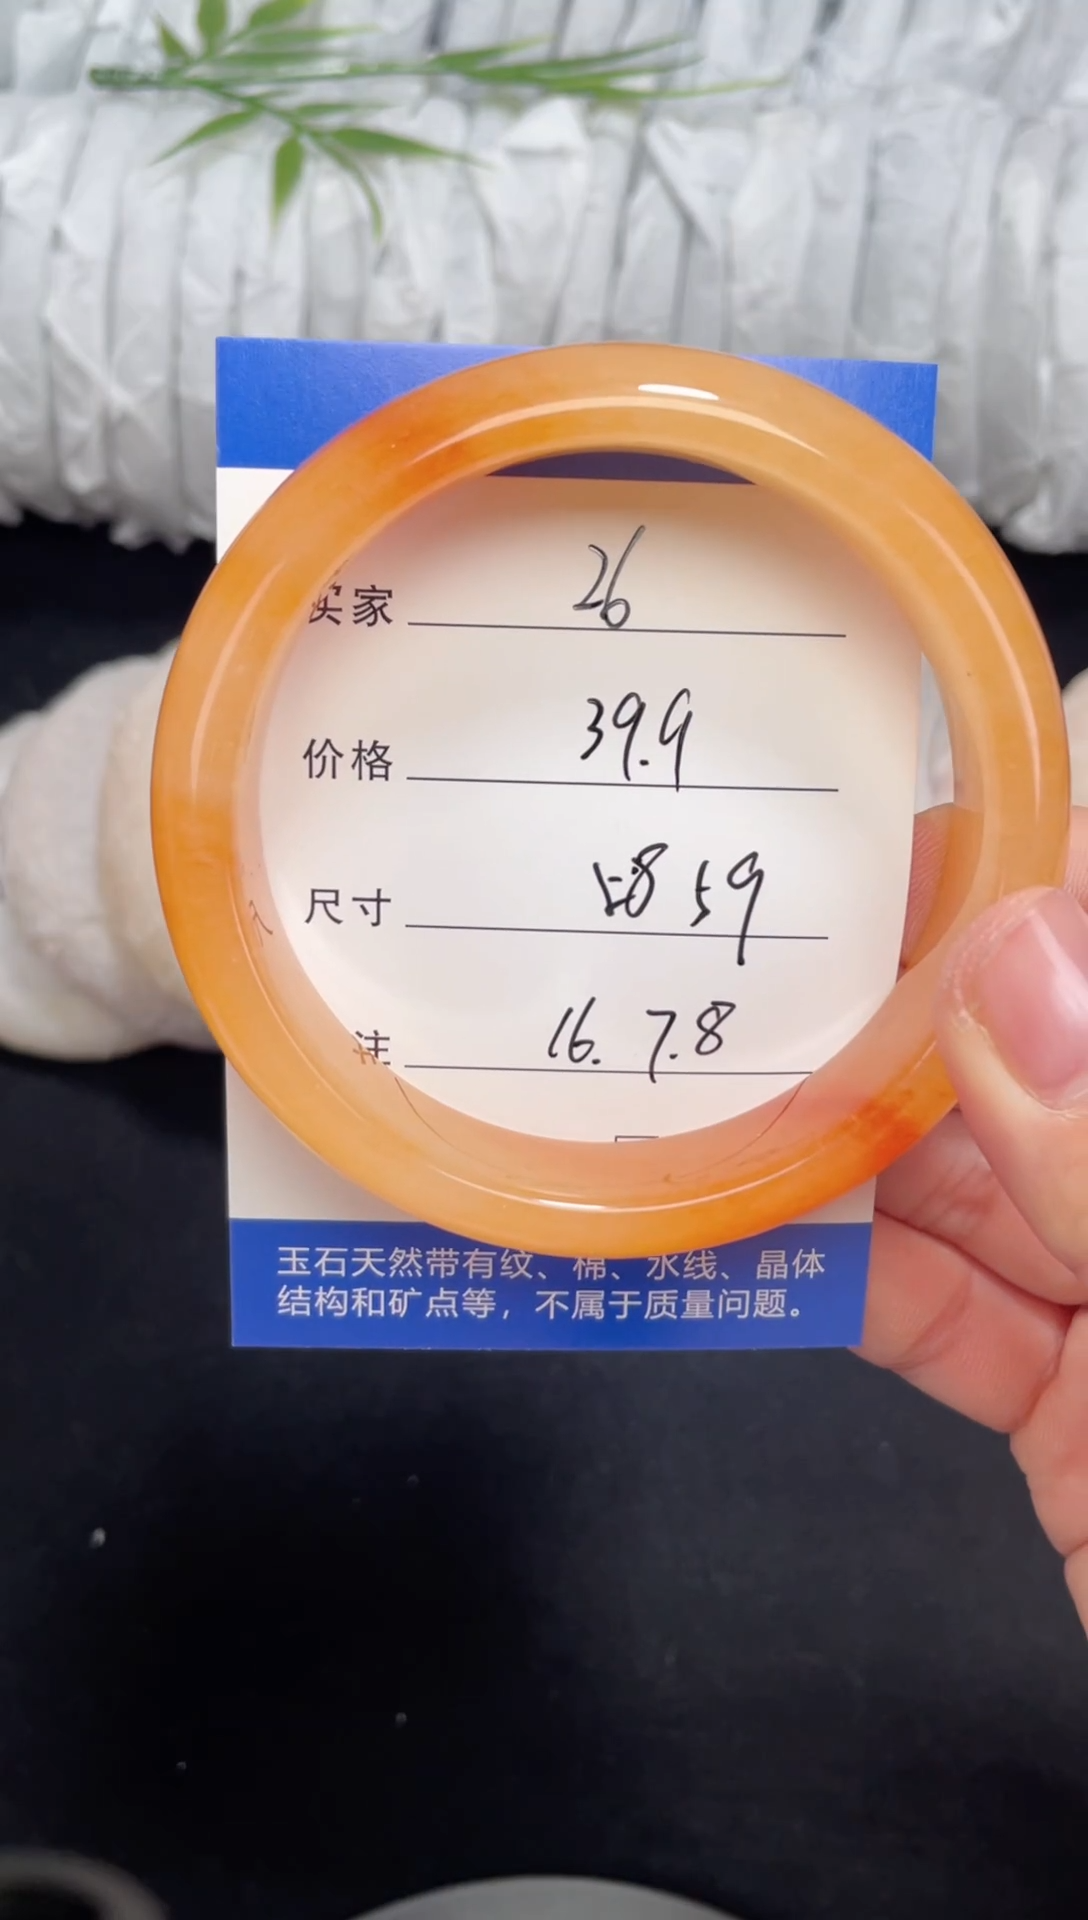 买家 26
价格 39.9
尺寸 58 59
注 16. 7.8
玉石天然带有纹、棉、水线、晶体
结构和矿点等，不属于质量问题。